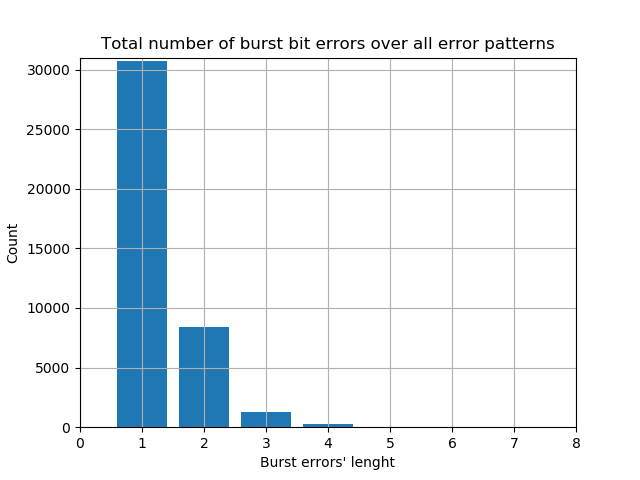 Total number of burst bit errors over all error patterns
30000
25000
20000
15000
10000
5000
0
Count
0 1 2 3 4 5 6 7 8
Burst errors' lenght